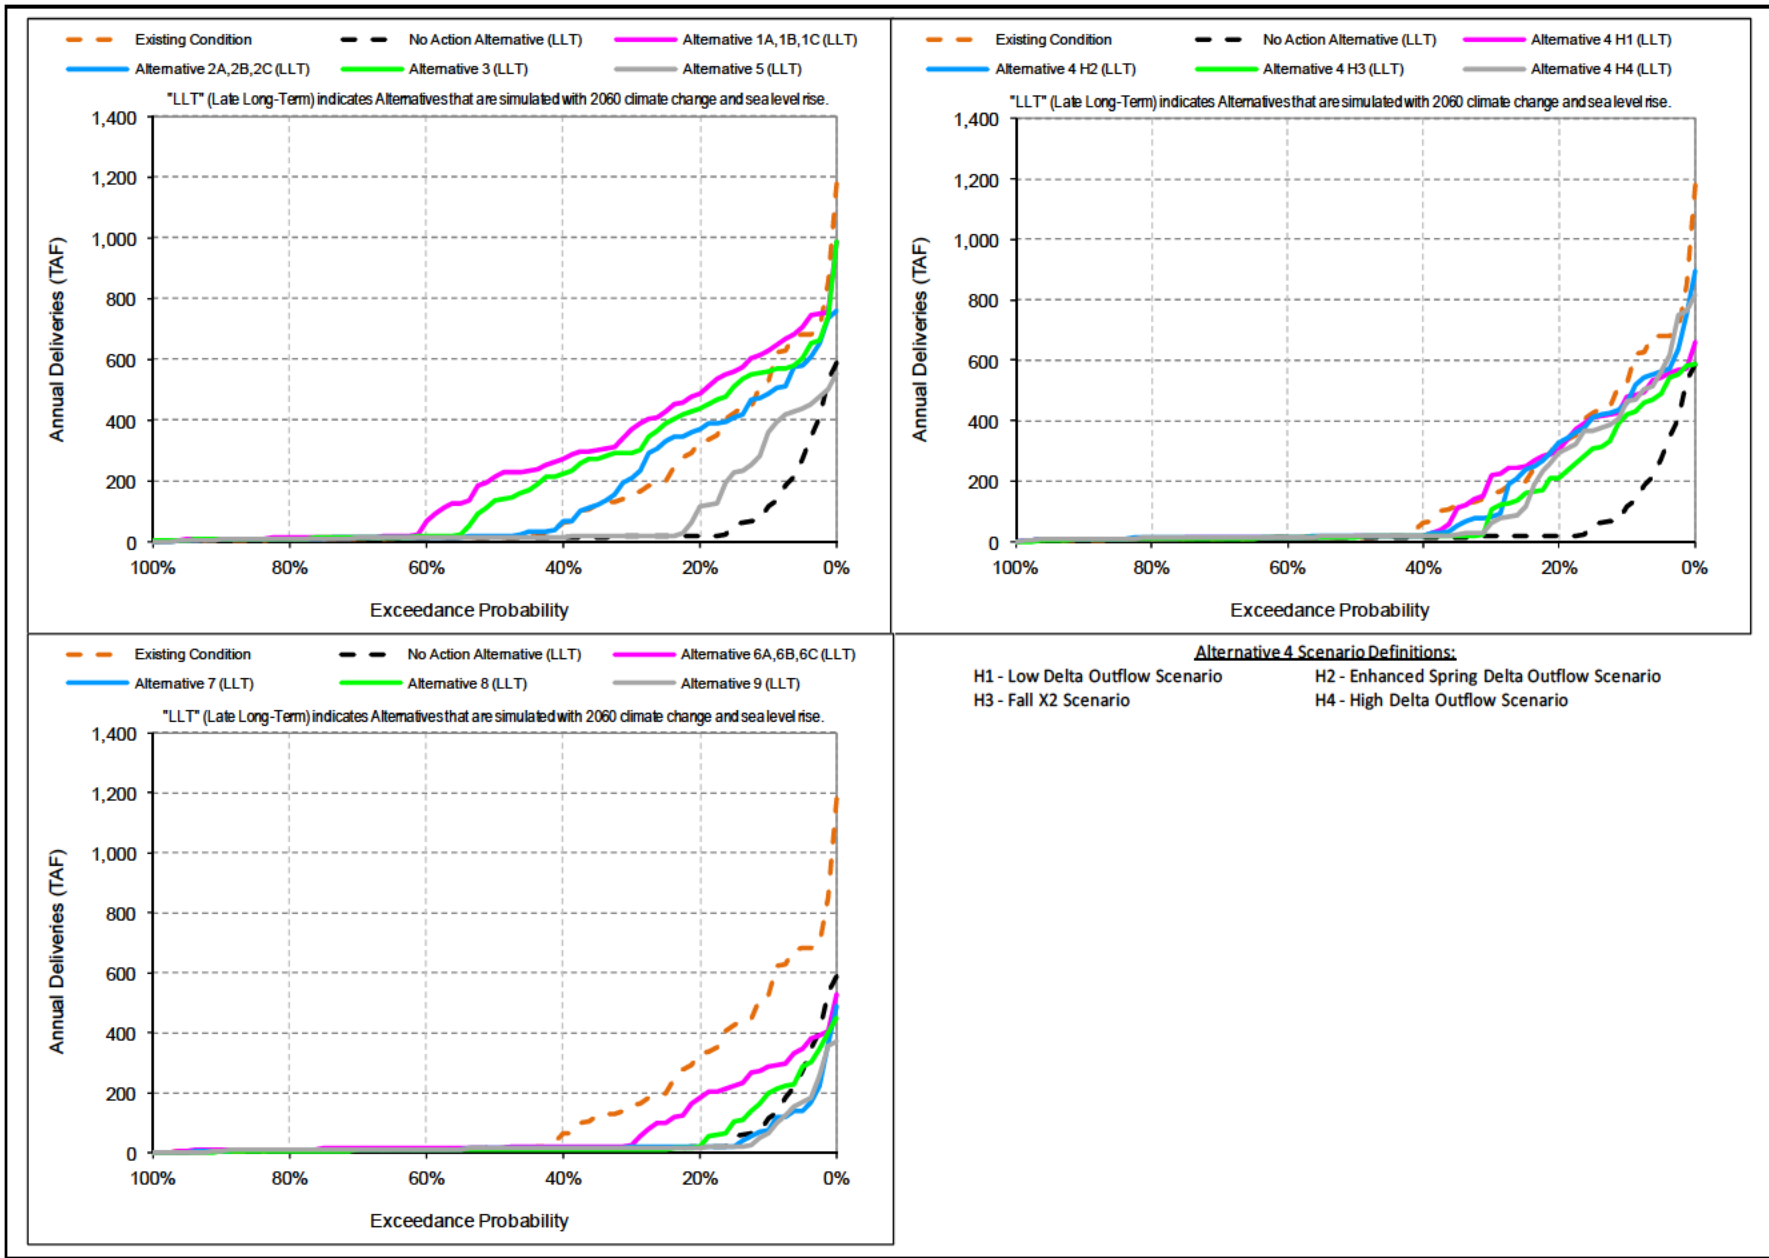 Existing Condition No Action Alternative (LLT) Alternative 1A,1B,1C (LLT)
Alternative 2A,2B,2C (LLT) Alternative 3 (LLT) Alternative 5 (LLT)
"LLT" (Late Long-Term) indicates Alternatives that are simulated with 2060 climate change and sea level rise.
1,400
1,200
1,000
800
600
400
200
0
Annual Deliveries (TAF)
100% 80% 60% 40% 20% 0%
Exceedance Probability
Existing Condition No Action Alternative (LLT) Alternative 4 H1 (LLT)
Alternative 4 H2 (LLT) Alternative 4 H3 (LLT) Alternative 4 H4 (LLT)
"LLT" (Late Long-Term) indicates Alternatives that are simulated with 2060 climate change and sea level rise.
1,400
1,200
1,000
800
600
400
200
0
Annual Deliveries (TAF)
100% 80% 60% 40% 20% 0%
Exceedance Probability
Existing Condition No Action Alternative (LLT) Alternative 6A,6B,6C (LLT)
Alternative 7 (LLT) Alternative 8 (LLT) Alternative 9 (LLT)
"LLT" (Late Long-Term) indicates Alternatives that are simulated with 2060 climate change and sea level rise.
1,400
1,200
1,000
800
600
400
200
0
Annual Deliveries (TAF)
100% 80% 60% 40% 20% 0%
Exceedance Probability
Alternative 4 Scenario Definitions:
H1 - Low Delta Outflow Scenario H2 - Enhanced Spring Delta Outflow Scenario
H3 - Fall X2 Scenario H4 - High Delta Outflow Scenario